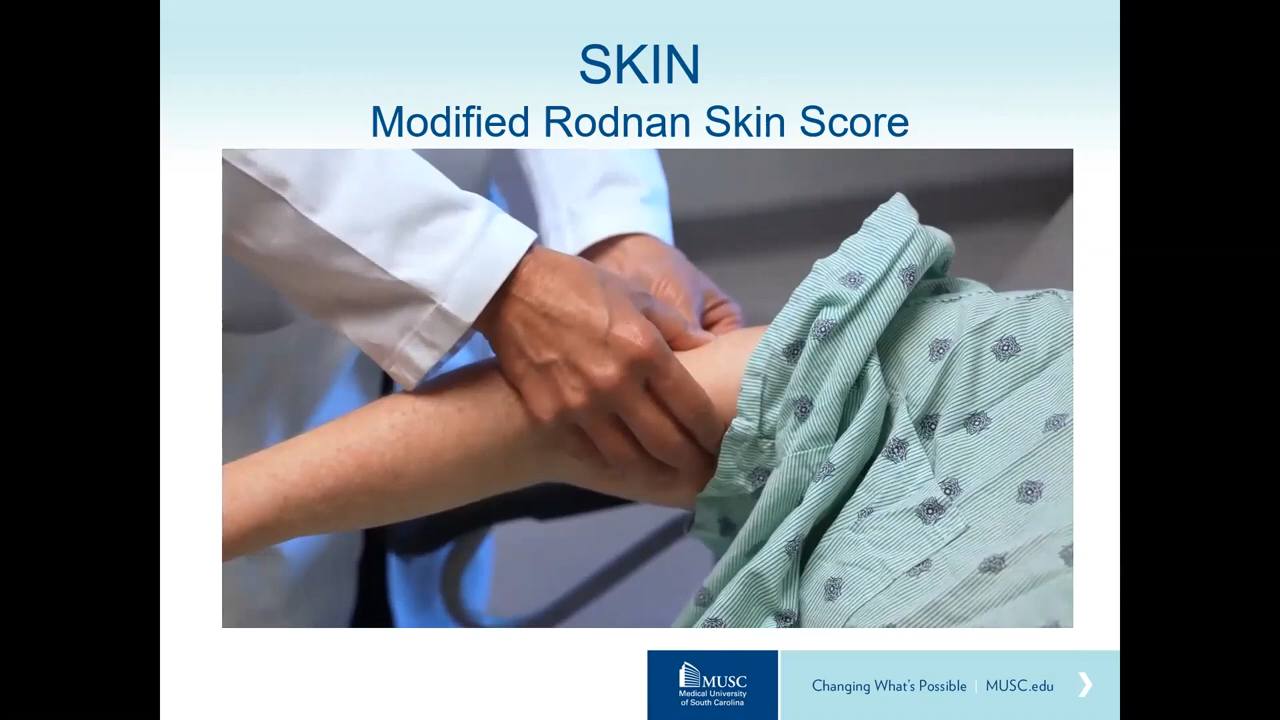 SKIN
Modified Rodnan Skin Score
MUSC
Medical University
of South Carolina
Changing What's Possible | MUSC.edu